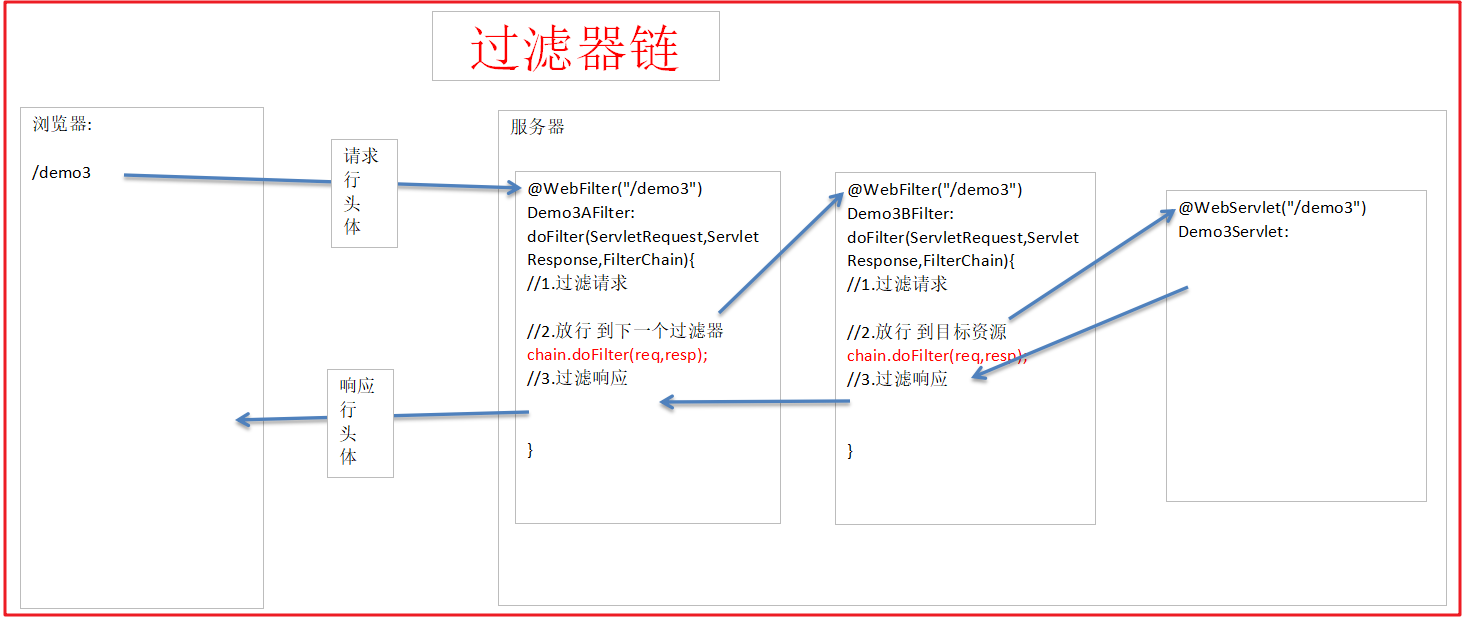 过滤器链
浏览器:
/demo3
请求
行
头
体
响应
行
头
体
服务器
@WebFilter("/demo3")
Demo3AFilter:
doFilter(ServletRequest,Servlet
Response,FilterChain){
//1.过滤请求
//2.放行 到下一个过滤器
chain.doFilter(req,resp);
//3.过滤响应
}
@WebFilter("/demo3")
Demo3BFilter:
doFilter(ServletRequest,Servlet
Response,FilterChain){
//1.过滤请求
//2.放行 到目标资源
chain.doFilter(req,resp);
//3.过滤响应
}
@WebServlet("/demo3")
Demo3Servlet: